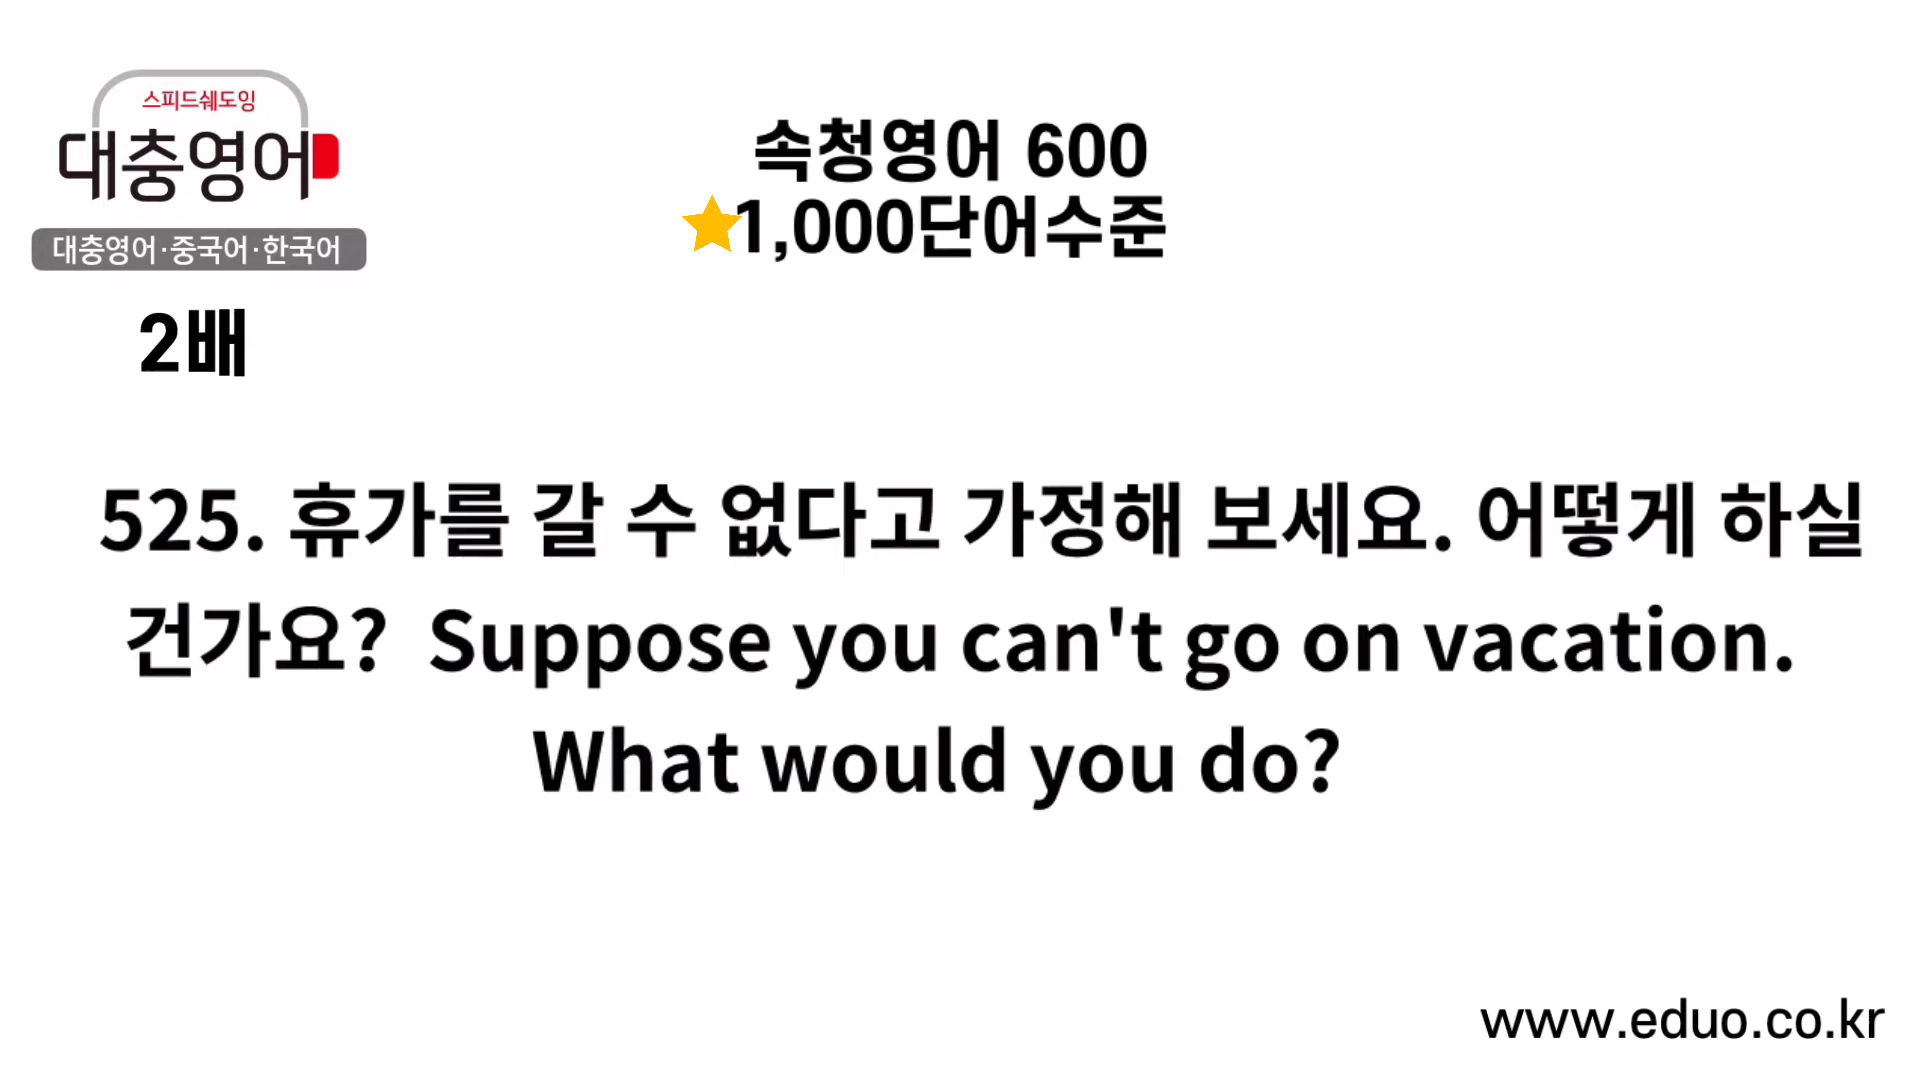 스피드쉐도잉
대충영어
대충영어·중국어·한국어
2배
속청영어 600
1,000단어수준
525. 휴가를 갈 수 없다고 가정해 보세요. 어떻게 하실
건가요? Suppose you can't go on vacation.
What would you do?
www.eduo.co.kr